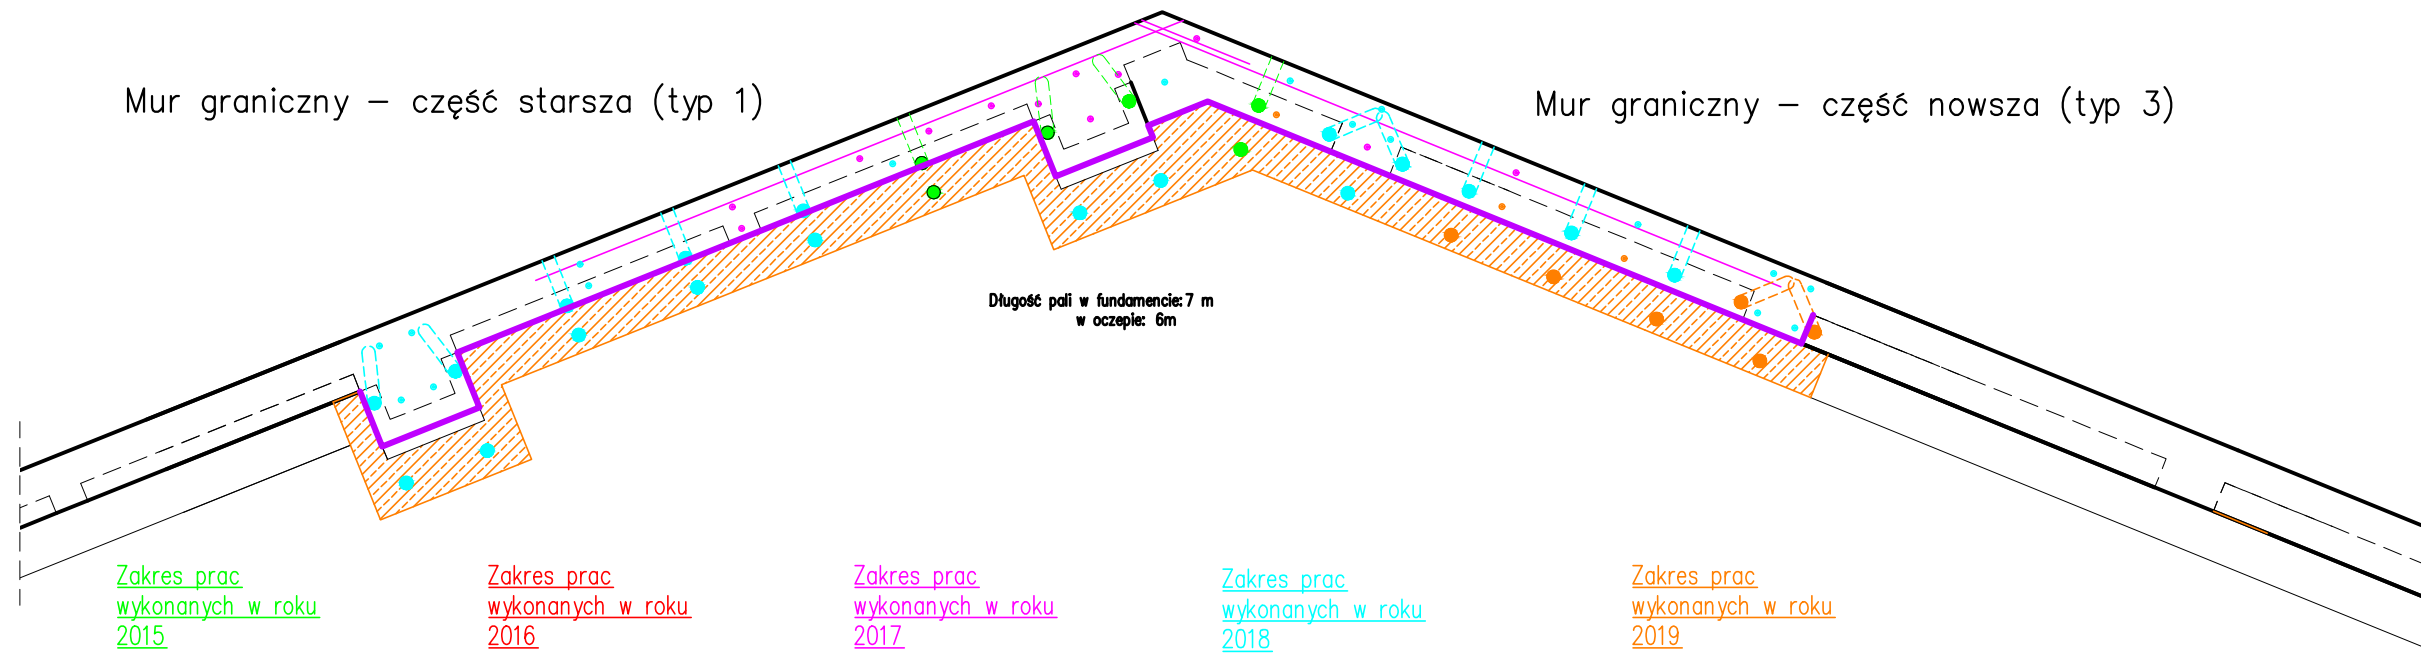 Mur graniczny – część starsza (typ 1)
Mur graniczny – część nowsza (typ 3)
Długość pali w fundamencie: 7 m
w oczepie: 6m
Zakres prac
wykonanych w roku
2015
Zakres prac
wykonanych w roku
2016
Zakres prac
wykonanych w roku
2017
Zakres prac
wykonanych w roku
2018
Zakres prac
wykonanych w roku
2019